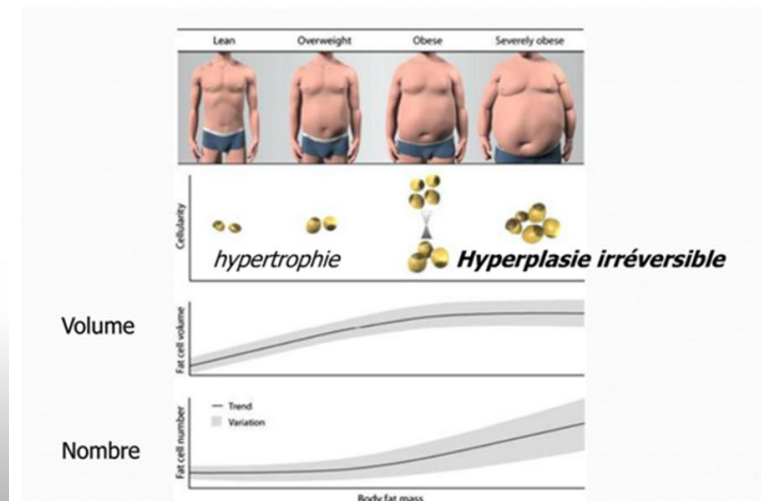 Lean Overweight Obese Severely obese
Cellularity
hypertrophie Hyperplasie irréversible
Volume
Fat cell volume
Trend
Variation
Nombre
Fat cell number
Body fat mass